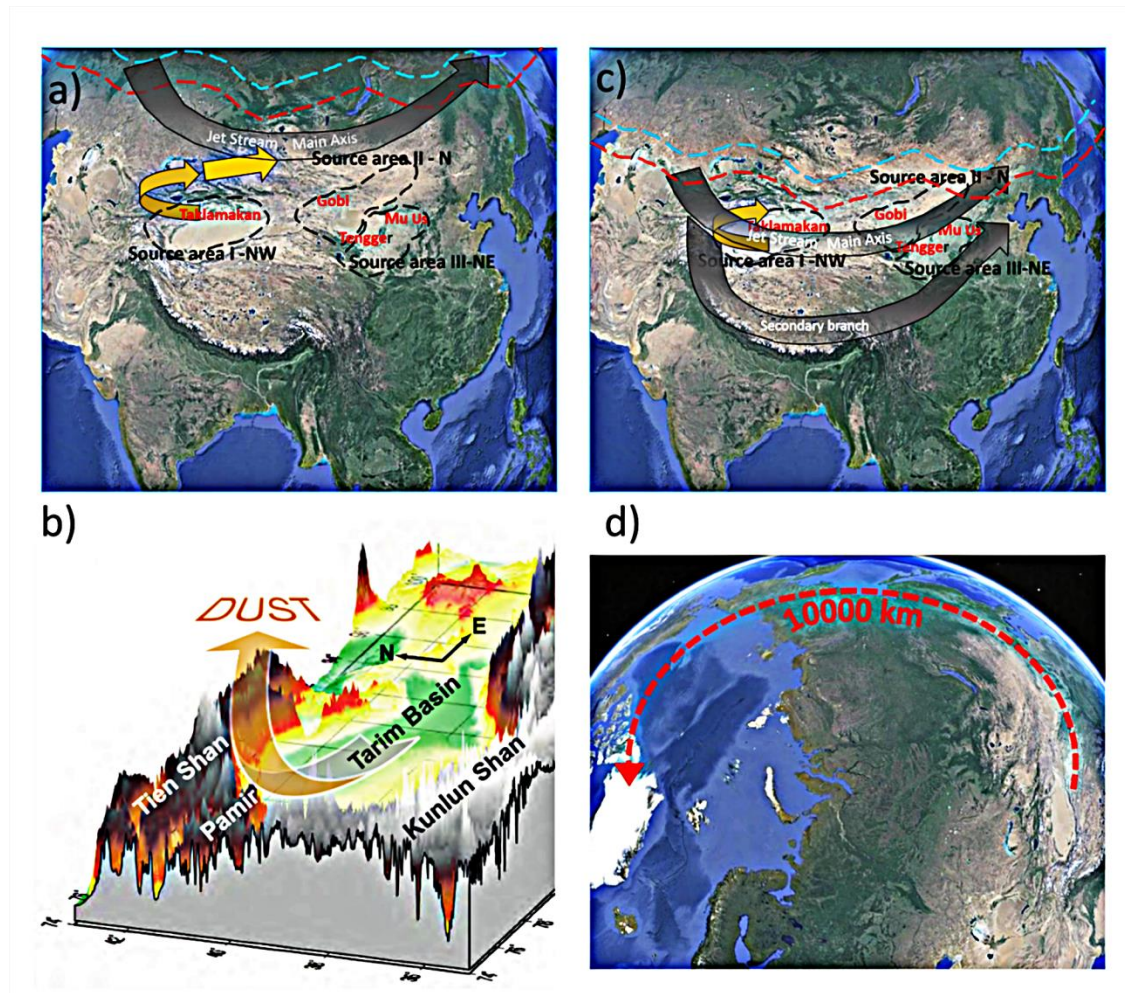 a)
Jet Stream Main Axis
Source area II - N
Gobi
Taklamakan
Mu Us
Tengger
Source area I -NW
Source area III-NE
c)
Source area II - N
Gobi
Taklamakan
Mu Us
Jet Stream Main Axis
Tengger
Source area I -NW
Source area III-NE
Secondary branch
b)
DUST
E
N
Tarim Basin
Tien Shan
Pamir
Kunlun Shan
d)
10000 km